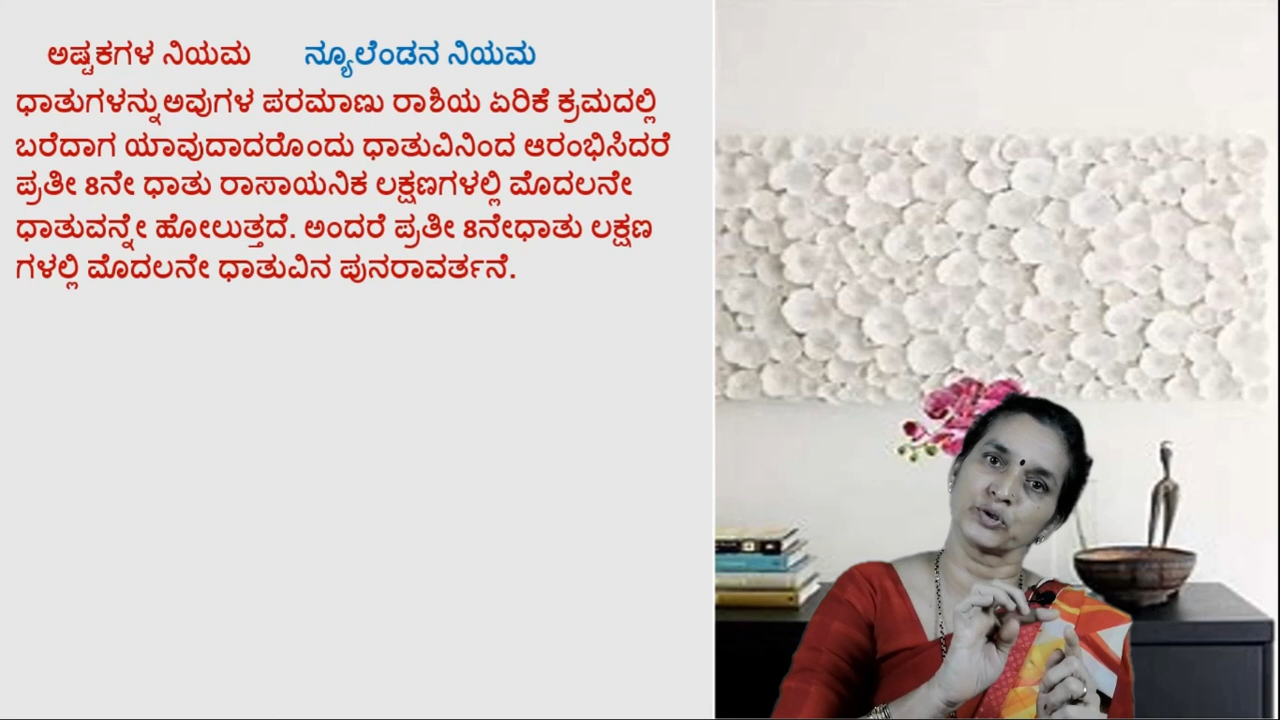 ಅಷ್ಟಕಗಳ ನಿಯಮ ನ್ಯೂಲೆಂಡನ ನಿಯಮ
ಧಾತುಗಳನ್ನುಅವುಗಳ ಪರಮಾಣು ರಾಶಿಯ ಏರಿಕೆ ಕ್ರಮದಲ್ಲಿ
ಬರೆದಾಗ ಯಾವುದಾದರೊಂದು ಧಾತುವಿನಿಂದ ಆರಂಭಿಸಿದರೆ
ಪ್ರತೀ 8ನೇ ಧಾತು ರಾಸಾಯನಿಕ ಲಕ್ಷಣಗಳಲ್ಲಿ ಮೊದಲನೇ
ಧಾತುವನ್ನೇ ಹೋಲುತ್ತದೆ. ಅಂದರೆ ಪ್ರತೀ 8ನೇಧಾತು ಲಕ್ಷಣ
ಗಳಲ್ಲಿ ಮೊದಲನೇ ಧಾತುವಿನ ಪುನರಾವರ್ತನೆ.